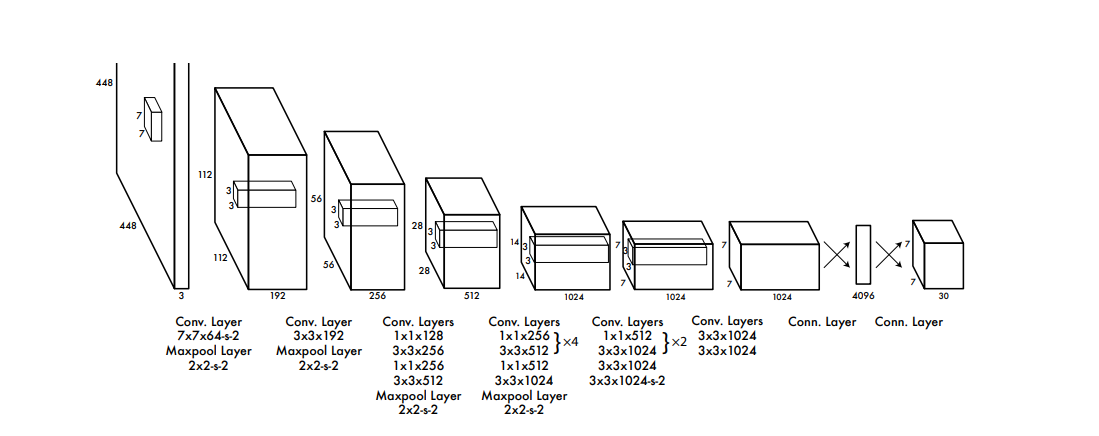 448
7
7
448
3
112
3
3
112
192
56
3
3
56
256
28
3
3
28
512
14
3
3
14
1024
7
3
3
7
1024
7
7
1024
4096
7
7
30
Conv. Layer
7x7x64-s-2
Maxpool Layer
2x2-s-2
Conv. Layer
3x3x192
Maxpool Layer
2x2-s-2
Conv. Layers
1x1x128
3x3x256
1x1x256
3x3x512
Maxpool Layer
2x2-s-2
Conv. Layers
1x1x256
3x3x512
}×4
1x1x512
3x3x1024
Maxpool Layer
2x2-s-2
Conv. Layers
1x1x512
3x3x1024
}×2
3x3x1024
3x3x1024-s-2
Conv. Layers
3x3x1024
3x3x1024
Conn. Layer
Conn. Layer